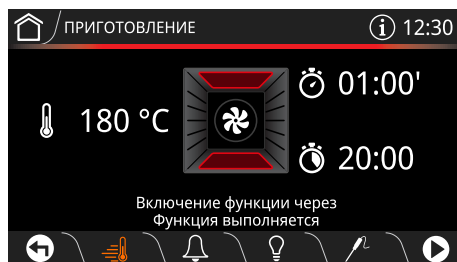 ПРИГОТОВЛЕНИЕ
i 12:30
180 °C
01:00'
20:00
Включение функции через
Функция выполняется